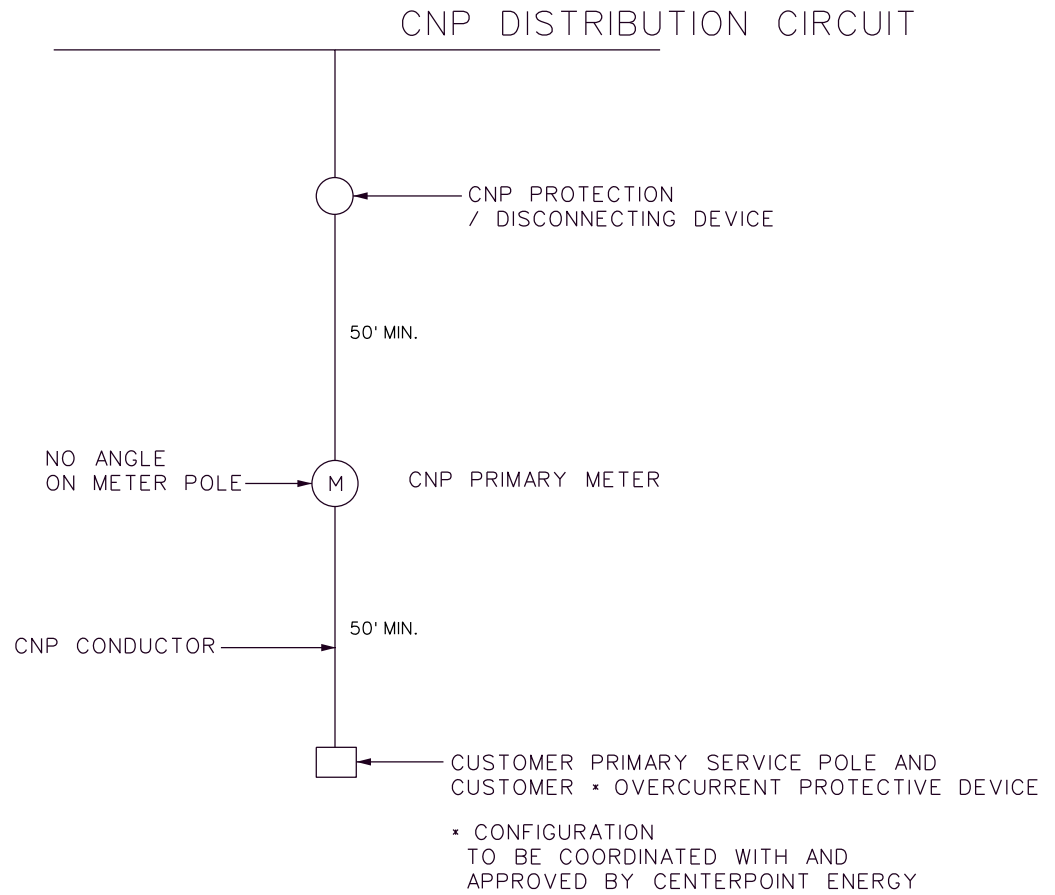 CNP DISTRIBUTION CIRCUIT
CNP PROTECTION
/ DISCONNECTING DEVICE
50' MIN.
NO ANGLE
ON METER POLE
M
CNP PRIMARY METER
50' MIN.
CNP CONDUCTOR
CUSTOMER PRIMARY SERVICE POLE AND
CUSTOMER * OVERCURRENT PROTECTIVE DEVICE
* CONFIGURATION
TO BE COORDINATED WITH AND
APPROVED BY CENTERPOINT ENERGY